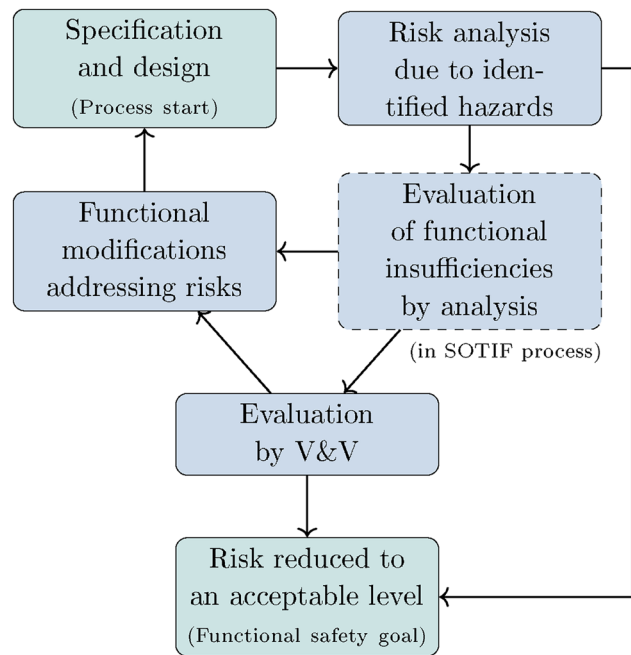 Specification
and design
(Process start)
Risk analysis
due to iden-
tified hazards
Functional
modifications
addressing risks
Evaluation
of functional
insufficiencies
by analysis
(in SOTIF process)
Evaluation
by V&V
Risk reduced to
an acceptable level
(Functional safety goal)